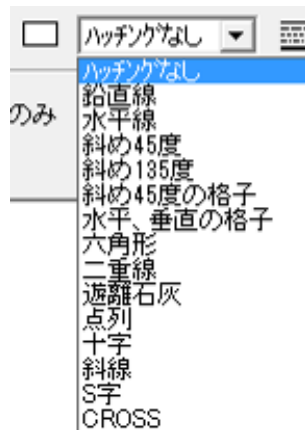 ハッチングなし
ハッチングなし
のみ
鉛直線
水平線
斜め45度
斜め135度
斜め45度の格子
水平、垂直の格子
六角形
二重線
遊離石灰
点列
十字
斜線
S字
CROSS